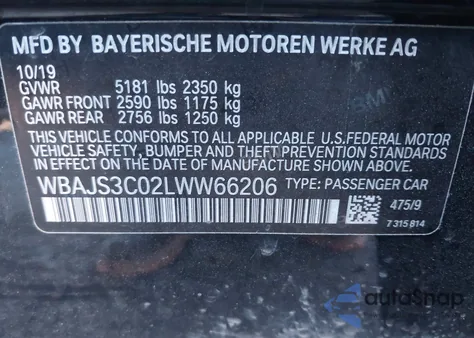 MFD BY BAYERISCHE MOTOREN WERKE AG
10/19
GVWR 5181 lbs 2350 kg
GAWR FRONT 2590 lbs 1175 kg
GAWR REAR 2756 lbs 1250 kg
THIS VEHICLE CONFORMS TO ALL APPLICABLE U.S.FEDERAL MOTOR
VEHICLE SAFETY, BUMPER AND THEFT PREVENTION STANDARDS
IN EFFECT ON THE DATE OF MANUFACTURE SHOWN ABOVE.
WBAJS3C02LWW66206 TYPE: PASSENGER CAR
475/9
7315814
autosnap